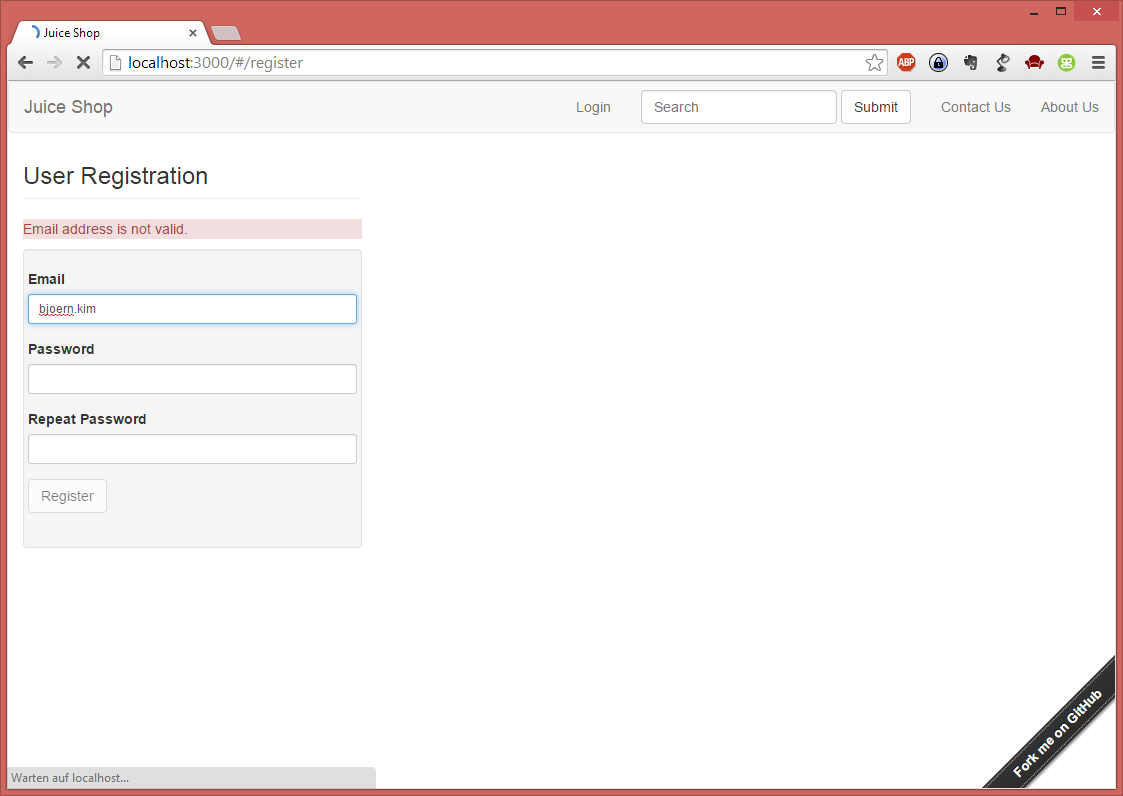 Juice Shop
localhost:3000/#/register
ABP
Juice Shop Login Search Submit Contact Us About Us
User Registration
Email address is not valid.
Email
bjoern.kim
Password
Repeat Password
Register
Fork me on GitHub
Warten auf localhost...